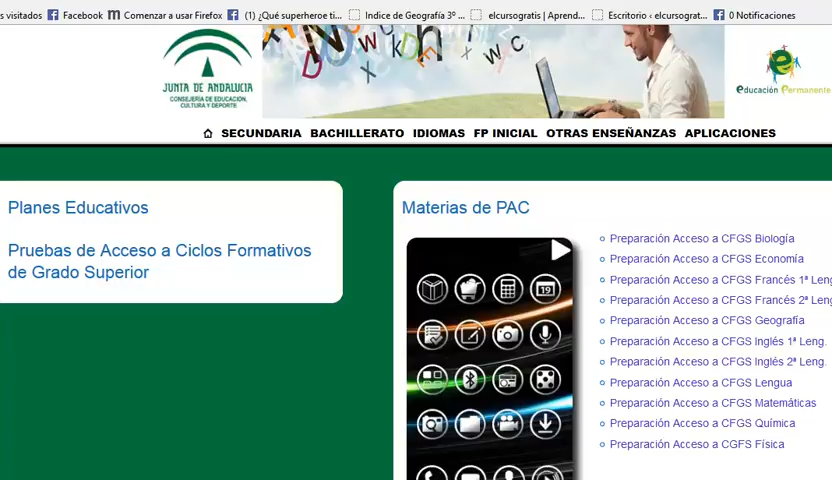 s visitados Facebook Comenzar a usar Firefox (1) ¿Qué superheroe ti... Indice de Geografía 3º ... elcursogratis | Aprend... Escritorio ‹ elcursograt... 0 Notificaciones
JUNTA DE ANDALUCIA
CONSEJERÍA DE EDUCACIÓN,
CULTURA Y DEPORTE
Educación Permanente
SECUNDARIA BACHILLERATO IDIOMAS FP INICIAL OTRAS ENSEÑANZAS APLICACIONES
Planes Educativos
Pruebas de Acceso a Ciclos Formativos
de Grado Superior
Materias de PAC
19
Preparación Acceso a CFGS Biología
Preparación Acceso a CFGS Economía
Preparación Acceso a CFGS Francés 1ª Leng
Preparación Acceso a CFGS Francés 2ª Leng
Preparación Acceso a CFGS Geografía
Preparación Acceso a CFGS Inglés 1ª Leng.
Preparación Acceso a CFGS Inglés 2ª Leng.
Preparación Acceso a CFGS Lengua
Preparación Acceso a CFGS Matemáticas
Preparación Acceso a CFGS Química
Preparación Acceso a CGFS Física